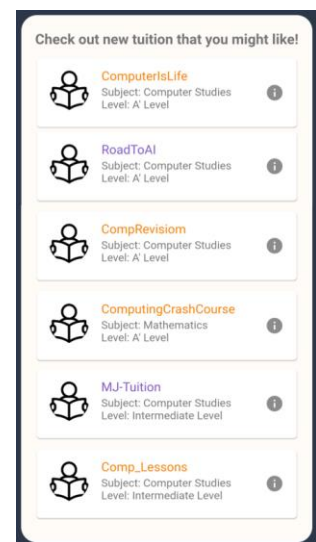 Check out new tuition that you might like!
ComputerIsLife
Subject: Computer Studies
Level: A' Level
RoadToAI
Subject: Computer Studies
Level: A' Level
CompRevisiom
Subject: Computer Studies
Level: A' Level
ComputingCrashCourse
Subject: Mathematics
Level: A' Level
MJ-Tuition
Subject: Computer Studies
Level: Intermediate Level
Comp_Lessons
Subject: Computer Studies
Level: Intermediate Level